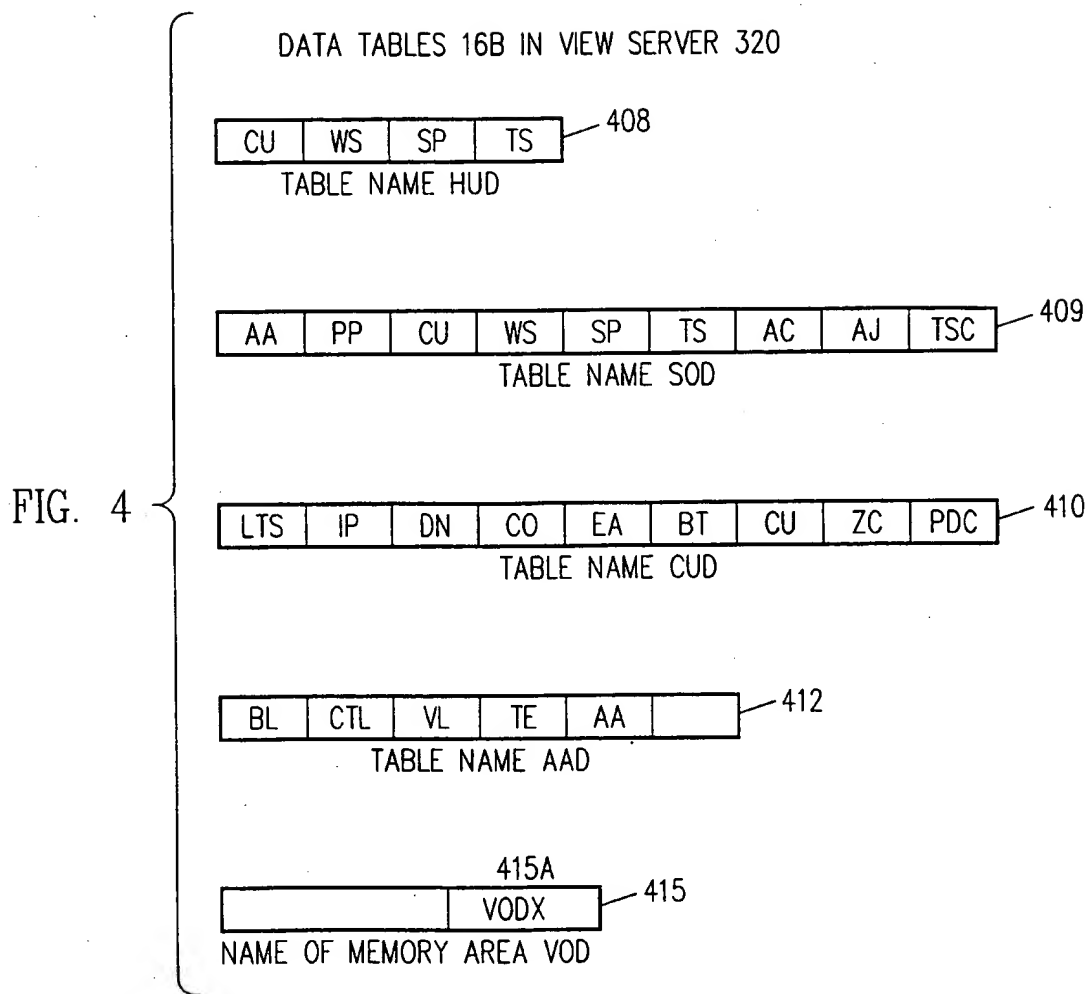 DATA TABLES 16B IN VIEW SERVER 320
CU WS SP TS 408
TABLE NAME HUD
AA PP CU WS SP TS AC AJ TSC 409
TABLE NAME SOD
FIG. 4
LTS IP DN CO EA BT CU ZC PDC 410
TABLE NAME CUD
BL CTL VL TE AA 412
TABLE NAME AAD
415A
VODX 415
NAME OF MEMORY AREA VOD